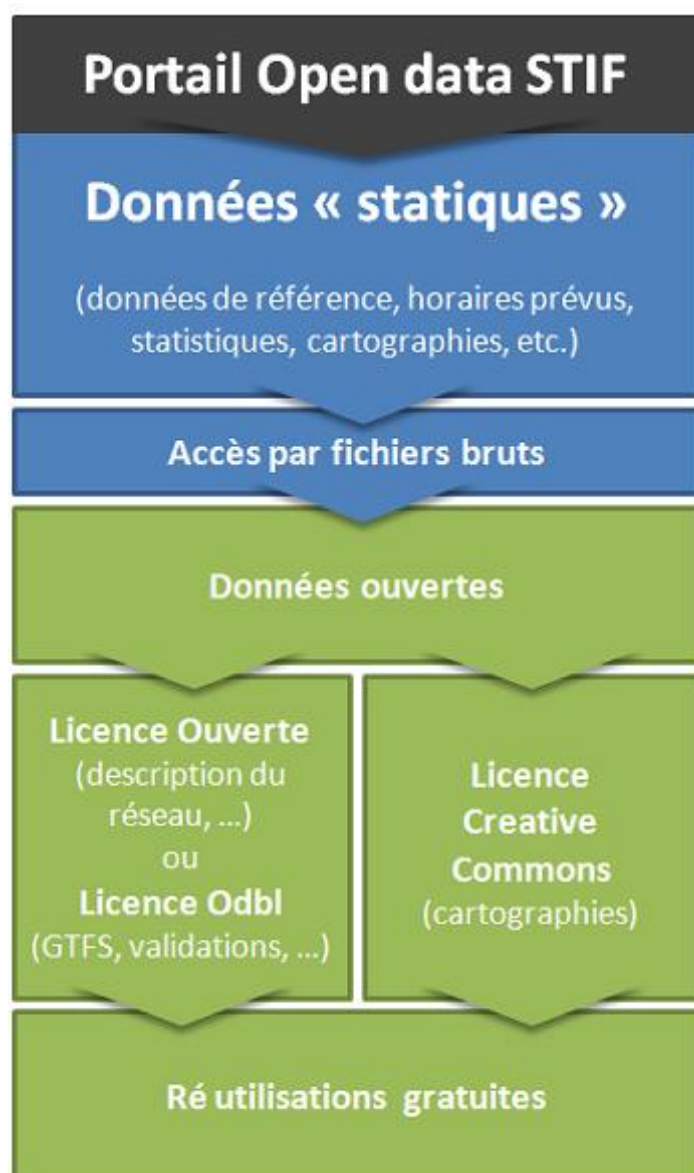 Portail Open data STIF
Données « statiques »
(données de référence, horaires prévus,
statistiques, cartographies, etc.)
Accès par fichiers bruts
Données ouvertes
Licence Ouverte
(description du
réseau, ...)
ou
Licence Odbl
(GTFS, validations, ...)
Licence
Creative
Commons
(cartographies)
Ré utilisations gratuites